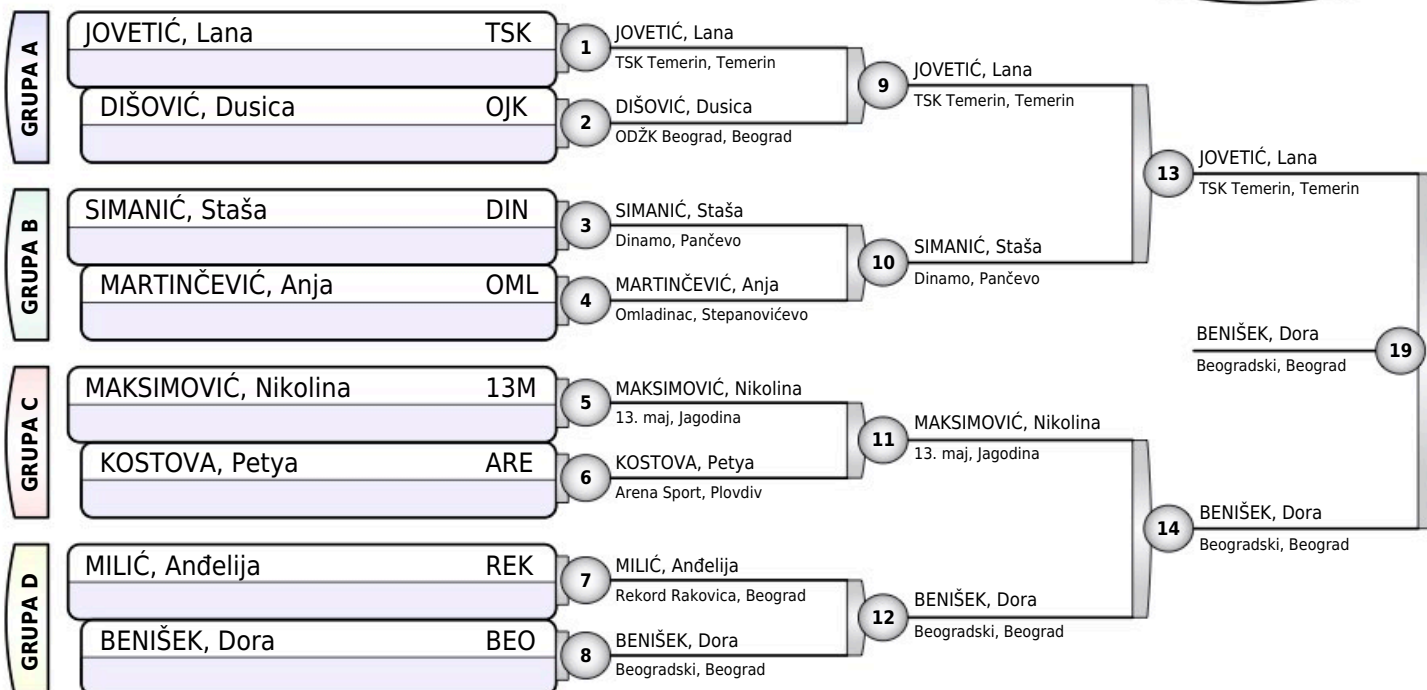 GRUPA A
JOVETIĆ, Lana TSK
DIŠOVIĆ, Dusica OJK
GRUPA B
SIMANIĆ, Staša DIN
MARTINČEVIĆ, Anja OML
GRUPA C
MAKSIMOVIĆ, Nikolina 13M
KOSTOVA, Petya ARE
GRUPA D
MILIĆ, Anđelija REK
BENIŠEK, Dora BEO
1
JOVETIĆ, Lana
TSK Temerin, Temerin
2
DIŠOVIĆ, Dusica
ODŽK Beograd, Beograd
3
SIMANIĆ, Staša
Dinamo, Pančevo
4
MARTINČEVIĆ, Anja
Omladinac, Stepanovićevo
5
MAKSIMOVIĆ, Nikolina
13. maj, Jagodina
6
KOSTOVA, Petya
Arena Sport, Plovdiv
7
MILIĆ, Anđelija
Rekord Rakovica, Beograd
8
BENIŠEK, Dora
Beogradski, Beograd
9
JOVETIĆ, Lana
TSK Temerin, Temerin
10
SIMANIĆ, Staša
Dinamo, Pančevo
11
MAKSIMOVIĆ, Nikolina
13. maj, Jagodina
12
BENIŠEK, Dora
Beogradski, Beograd
13
JOVETIĆ, Lana
TSK Temerin, Temerin
14
BENIŠEK, Dora
Beogradski, Beograd
BENIŠEK, Dora
Beogradski, Beograd
19